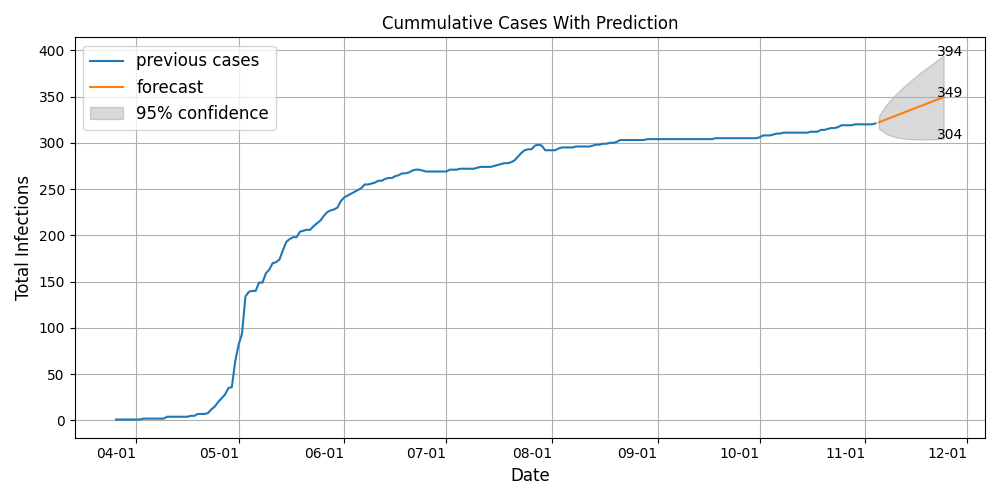 Cummulative Cases With Prediction
previous cases
forecast
95% confidence
394
349
304
400
350
300
250
200
150
100
50
0
Total Infections
04-01 05-01 06-01 07-01 08-01 09-01 10-01 11-01 12-01
Date